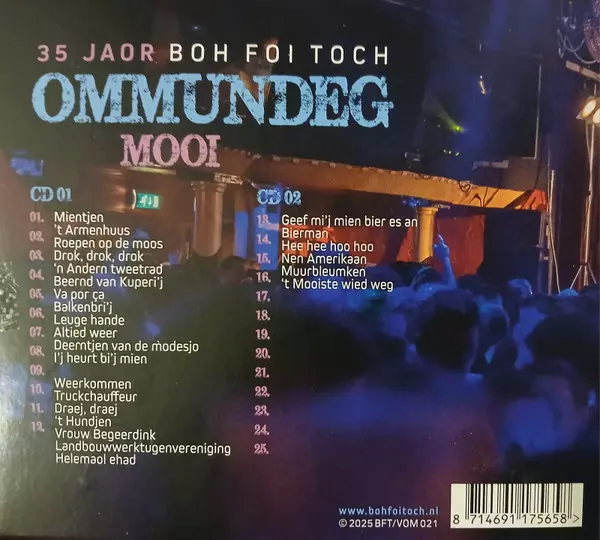 35 JAOR BOH FOI TOCH
OMMUNDEG
MOOI
CD 01
01. Mientjen
't Armenhuus
02. Roepen op de moos
03. Drok, drok, drok
'n Andern tweetrad
04. Beernd van Kuperi'j
05. Va por ça
06. Balkenbri'j
Leuge hande
07. Altied weer
08. Deerntjen van de modesjo
I'j heurt bi'j mien
09.
10. Weerkommen
Truckchauffeur
11. Draej, draej
12. 't Hundjen
Vrouw Begeerdink
Landbouwwerktugenvereniging
Helemaol ehad
CD 02
13. Geef mi'j mien bier es an
Bierman
14. Hee hee hoo hoo
15. Nen Amerikaan
16. Muurbleumken
't Mooiste wied weg
17.
18.
19.
20.
21.
22.
23.
24.
25.
www.bohfoitoch.nl
© 2025 BFT/VOM 021
8 714691 175658 >